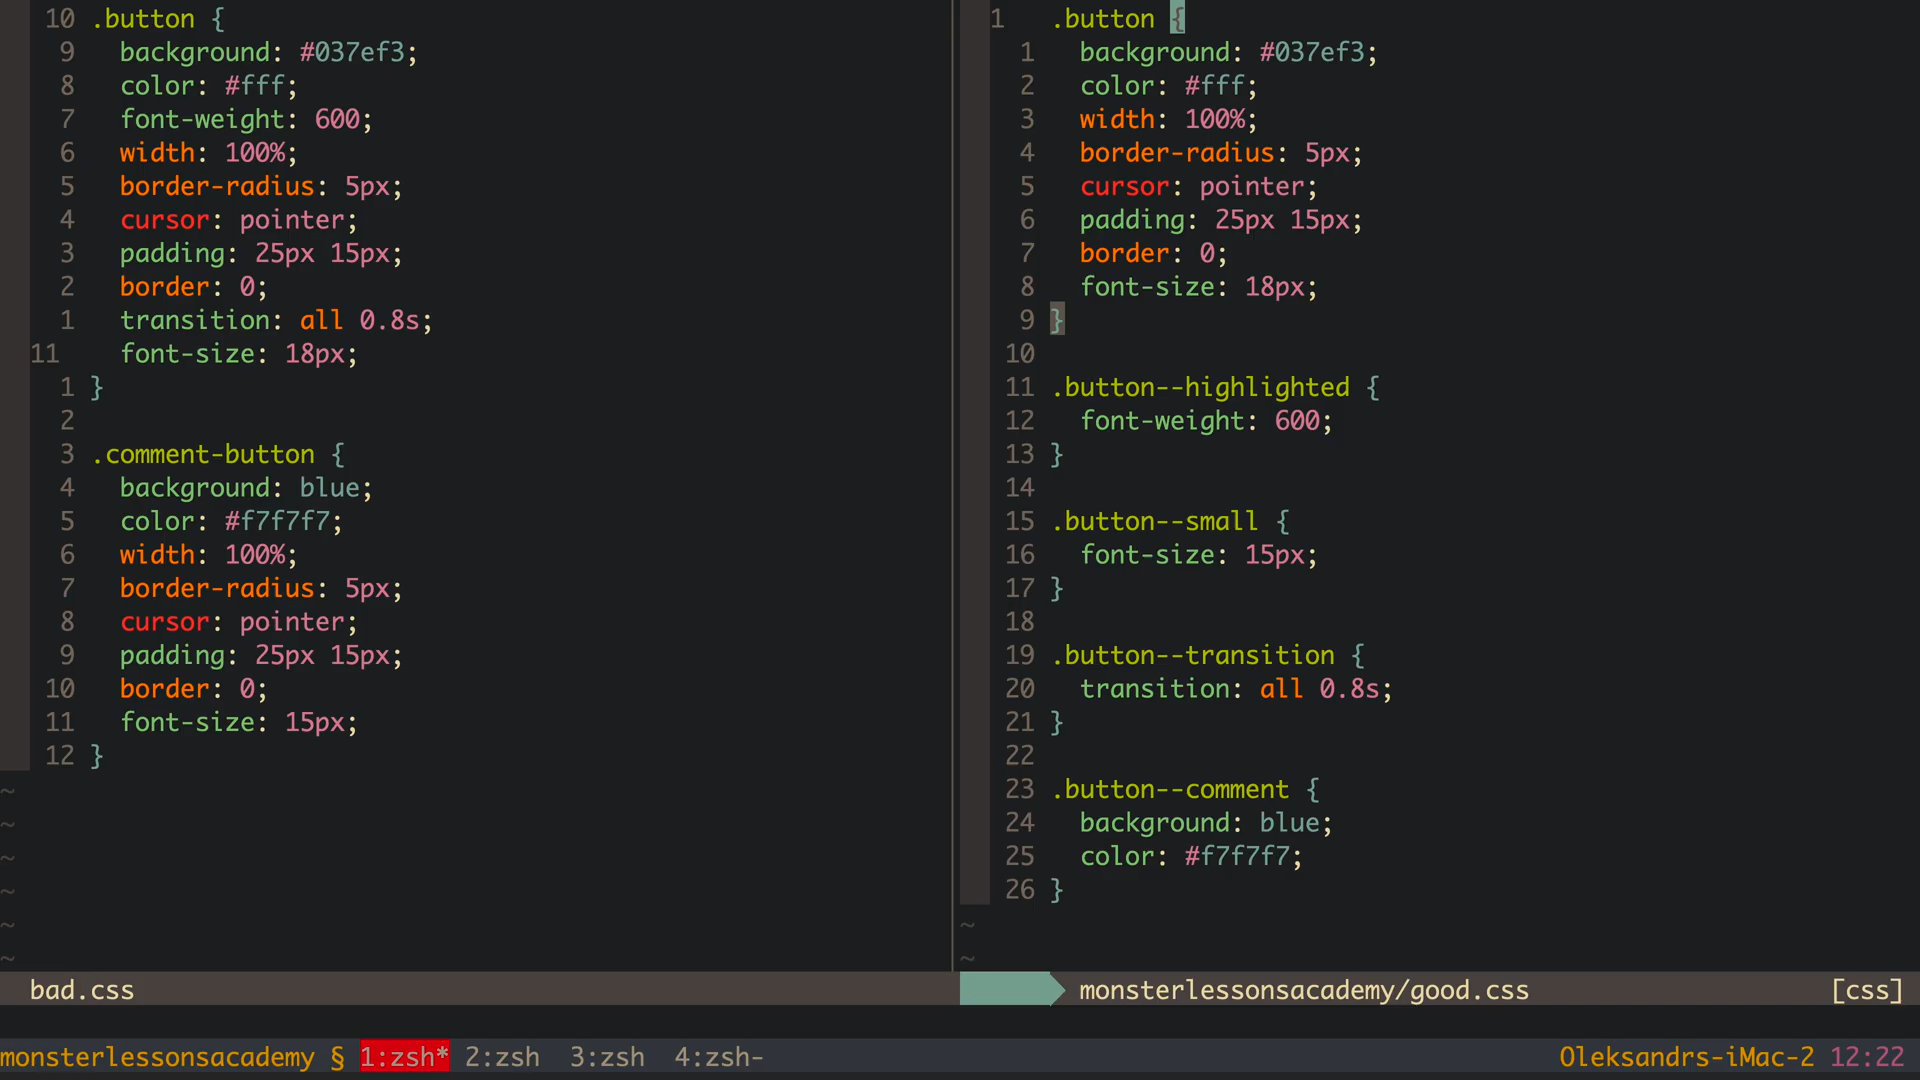 10 .button {
9 background: #037ef3;
8 color: #fff;
7 font-weight: 600;
6 width: 100%;
5 border-radius: 5px;
4 cursor: pointer;
3 padding: 25px 15px;
2 border: 0;
1 transition: all 0.8s;
11 font-size: 18px;
1 }
2
3 .comment-button {
4 background: blue;
5 color: #f7f7f7;
6 width: 100%;
7 border-radius: 5px;
8 cursor: pointer;
9 padding: 25px 15px;
10 border: 0;
11 font-size: 15px;
12 }
~
~
~
~
~
~
bad.css
1 .button {
1 background: #037ef3;
2 color: #fff;
3 width: 100%;
4 border-radius: 5px;
5 cursor: pointer;
6 padding: 25px 15px;
7 border: 0;
8 font-size: 18px;
9 }
10
11 .button--highlighted {
12 font-weight: 600;
13 }
14
15 .button--small {
16 font-size: 15px;
17 }
18
19 .button--transition {
20 transition: all 0.8s;
21 }
22
23 .button--comment {
24 background: blue;
25 color: #f7f7f7;
26 }
~
~
monsterlessonsacademy/good.css [css]
monsterlessonsacademy § 1:zsh* 2:zsh 3:zsh 4:zsh- Oleksandrs-iMac-2 12:22